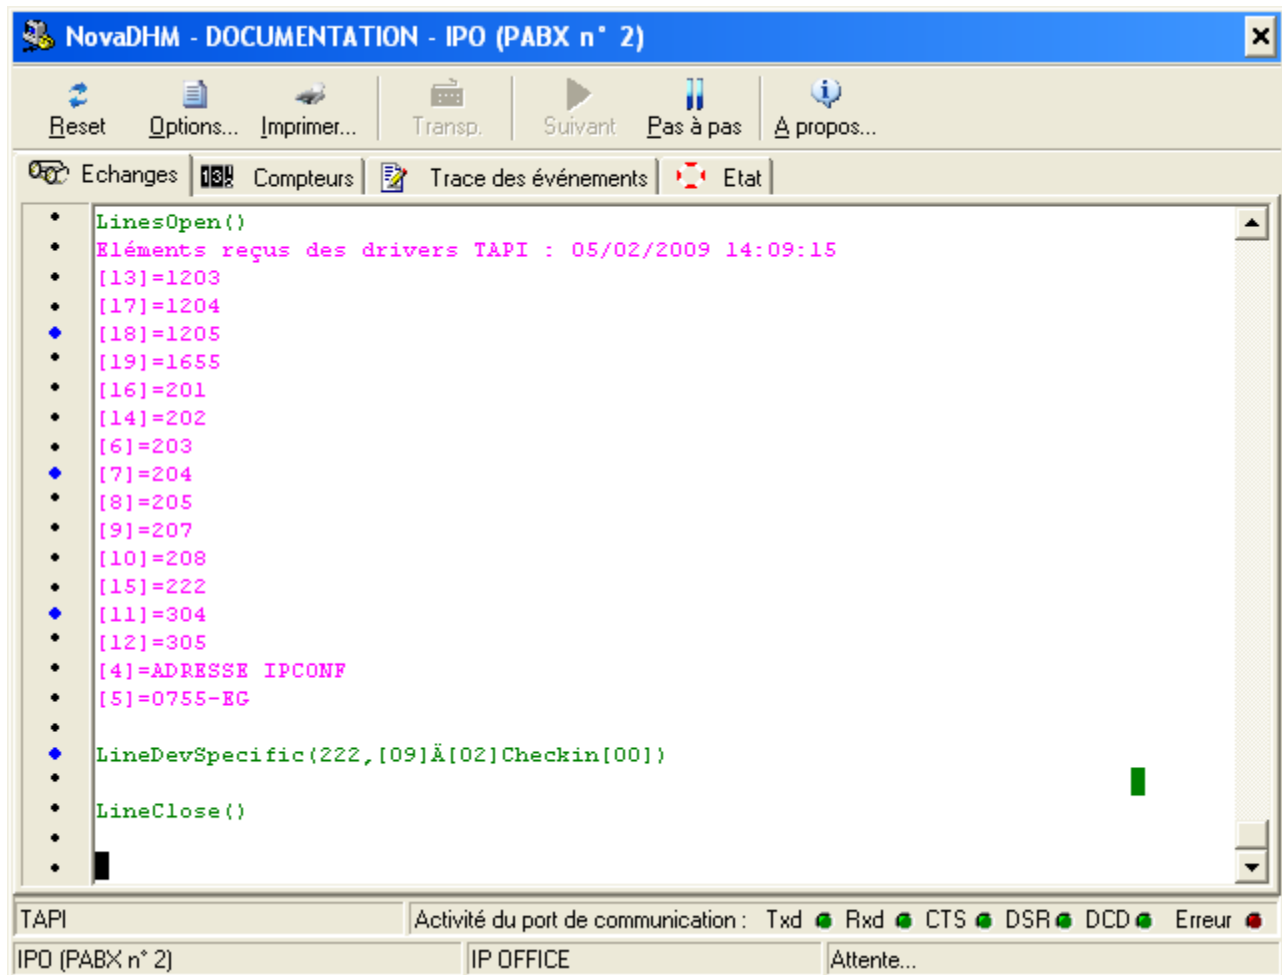 NovaDHM - DOCUMENTATION - IPO (PABX n° 2)
Reset Options... Imprimer... Transp. Suivant Pas à pas A propos...
Echanges Compteurs Trace des événements Etat
LinesOpen()
Eléments reçus des drivers TAPI : 05/02/2009 14:09:15
[13]=1203
[17]=1204
[18]=1205
[19]=1655
[16]=201
[14]=202
[6]=203
[7]=204
[8]=205
[9]=207
[10]=208
[15]=222
[11]=304
[12]=305
[4]=ADRESSE IPCONF
[5]=0755-EG
LineDevSpecific(222,[09]Ä[02]Checkin[00])
LineClose()
TAPI Activité du port de communication : Txd Rxd CTS DSR DCD Erreur
IPO (PABX n° 2) IP OFFICE Attente...